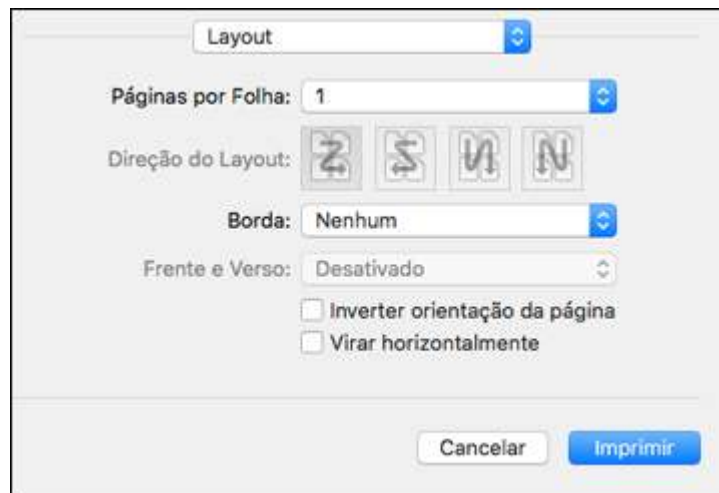 Layout
Páginas por Folha: 1
Direção do Layout:
Borda: Nenhum
Frente e Verso: Desativado
Inverter orientação da página
Virar horizontalmente
Cancelar Imprimir